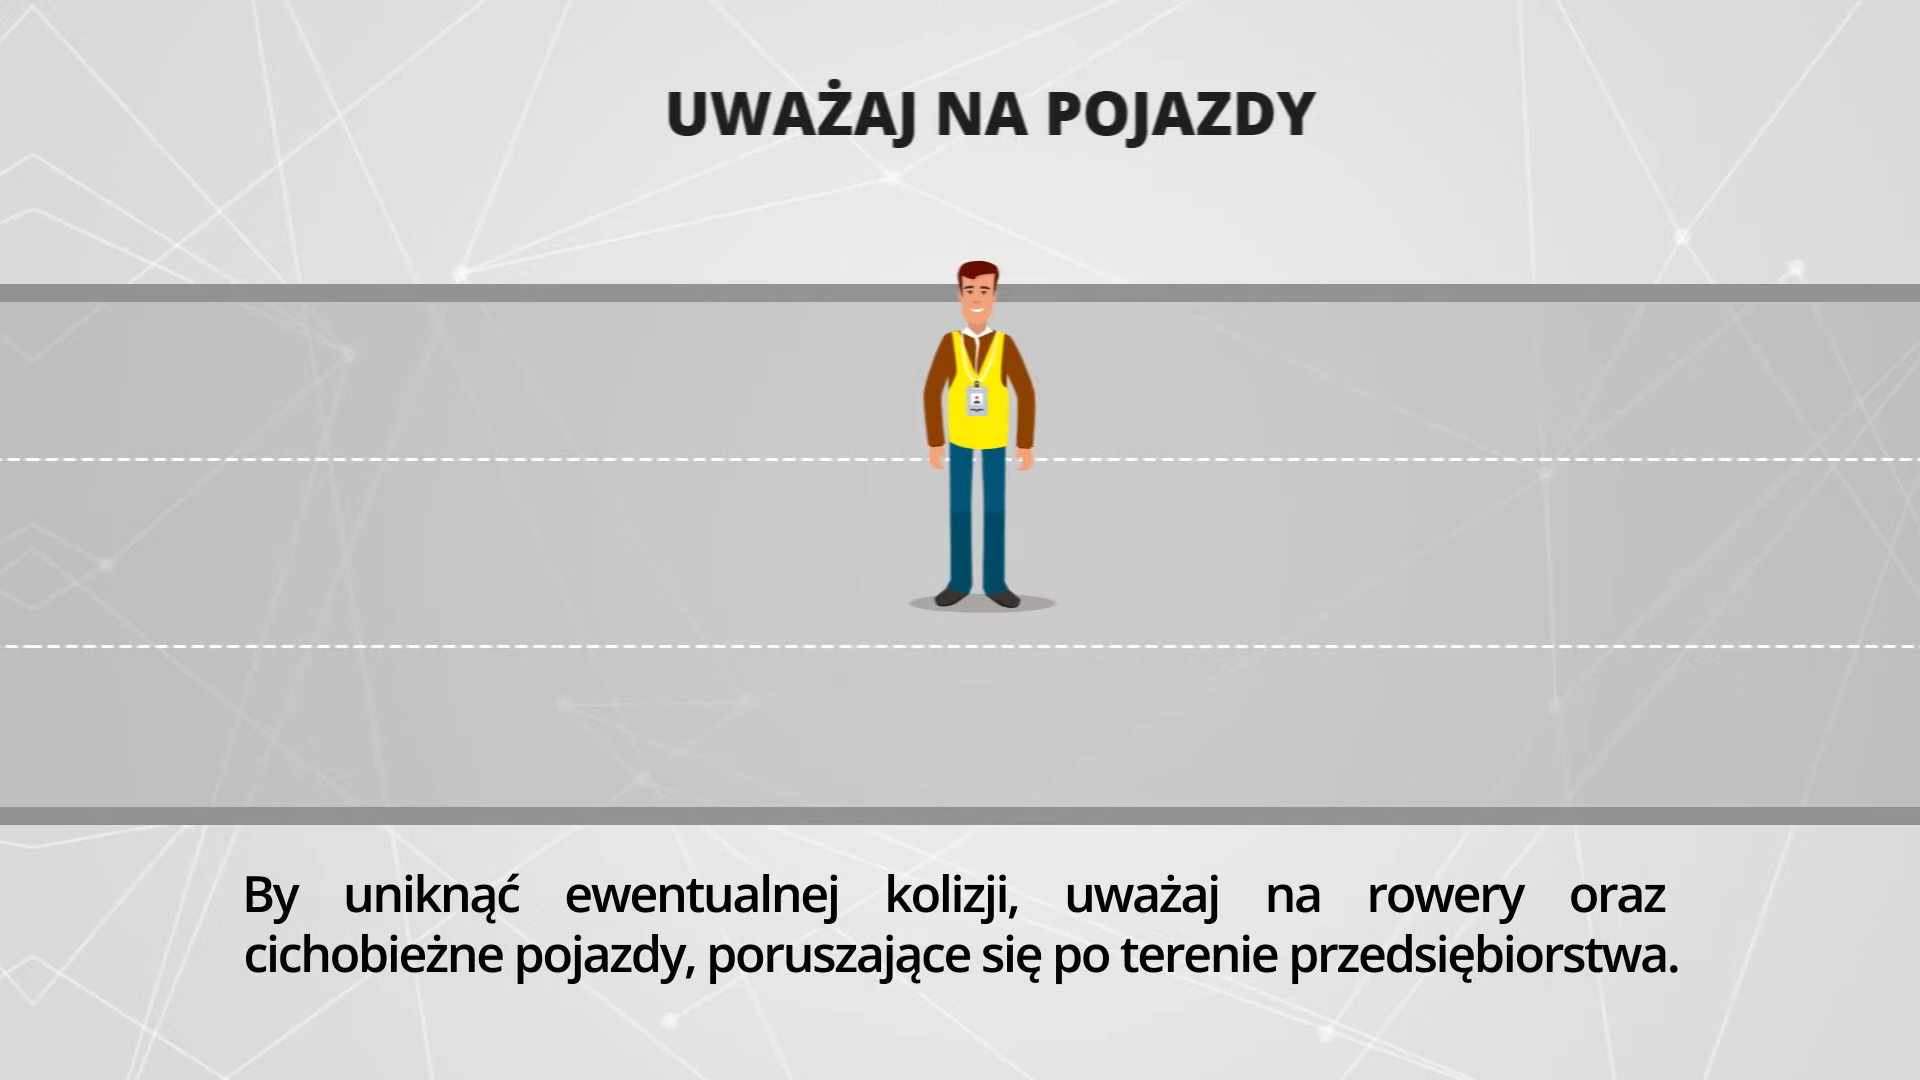 UWAŻAJ NA POJAZDY
By uniknąć ewentualnej kolizji, uważaj na rowery oraz
cichobieżne pojazdy, poruszające się po terenie przedsiębiorstwa.